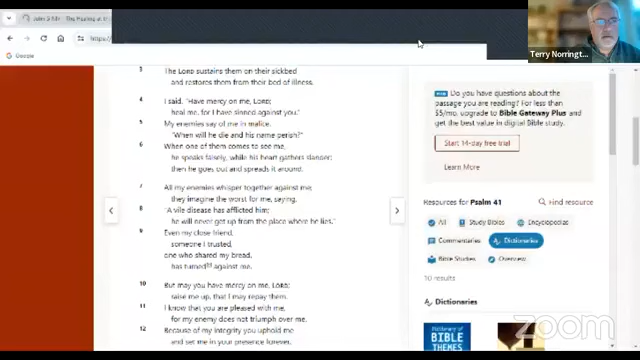 John 5-18N - The Healing at th
https://
Google
Terry Norringt...
3 The LORD sustains them on their sickbed
and restores them from their bed of illness.
4 I said, "Have mercy on me, LORD;
heal me, for I have sinned against you."
5 My enemies say of me in malice,
"When will he die and his name perish?"
6 When one of them comes to see me,
he speaks falsely, while his heart gathers slander;
then he goes out and spreads it around.
7 All my enemies whisper together against me;
they imagine the worst for me, saying,
8 "A vile disease has afflicted him;
he will never get up from the place where he lies."
9 Even my close friend,
someone I trusted,
one who shared my bread,
has turned against me.
10 But may you have mercy on me, LORD;
raise me up, that I may repay them.
11 I know that you are pleased with me,
for my enemy does not triumph over me.
12 Because of my integrity you uphold me
and set me in your presence forever.
Do you have questions about the
passage you are reading? For less than
$5/mo, upgrade to Bible Gateway Plus and
get the best value in digital Bible study.
Start 14-day free trial
Learn More
Resources for Psalm 41
Find resource
All
Study Bibles
Encyclopedias
Commentaries
Dictionaries
Bible Studies
Overview
10 results
Dictionaries
Dictionary of
BIBLE
THEMES
zoom